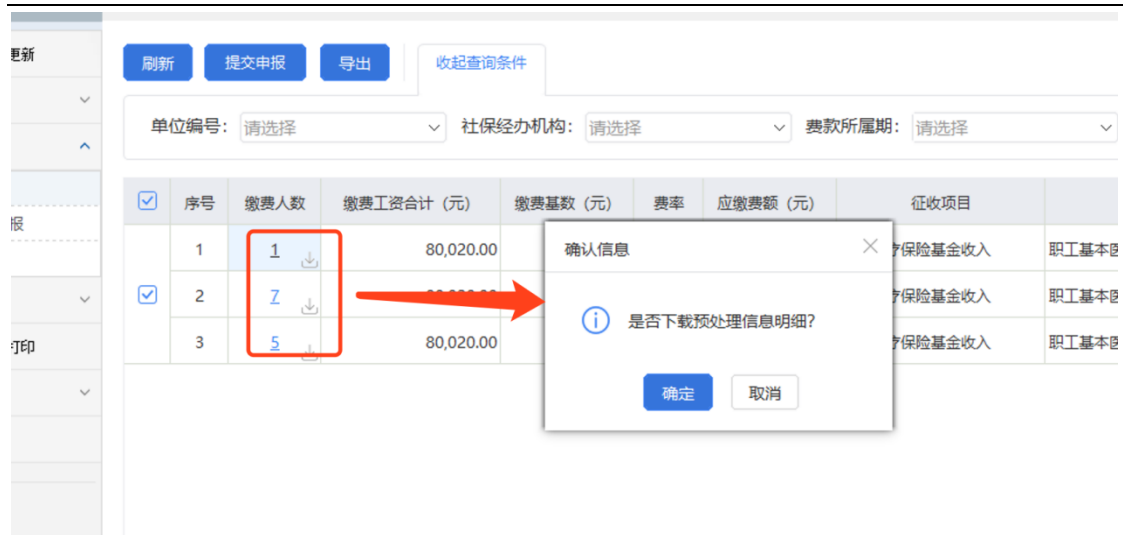 更新
刷新 提交申报 导出 收起查询条件
单位编号: 请选择 社保经办机构: 请选择 费款所属期: 请选择
序号 缴费人数 缴费工资合计（元） 缴费基数（元） 费率 应缴费额（元） 征收项目
报
1 1 80,020.00 疗保险基金收入 职工基本医
2 7 疗保险基金收入 职工基本医
3 5 80,020.00 疗保险基金收入 职工基本医
打印
确认信息
是否下载预处理信息明细?
确定 取消